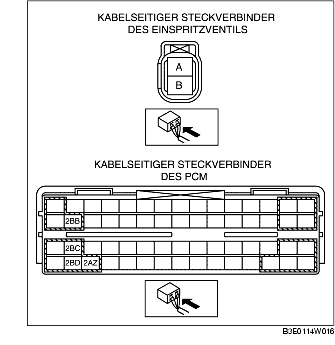 KABELSEITIGER STECKVERBINDER
DES EINSPRITZVENTILS
A
B
KABELSEITIGER STECKVERBINDER
DES PCM
2BB
2BC
2BD 2AZ
B3E0114W016